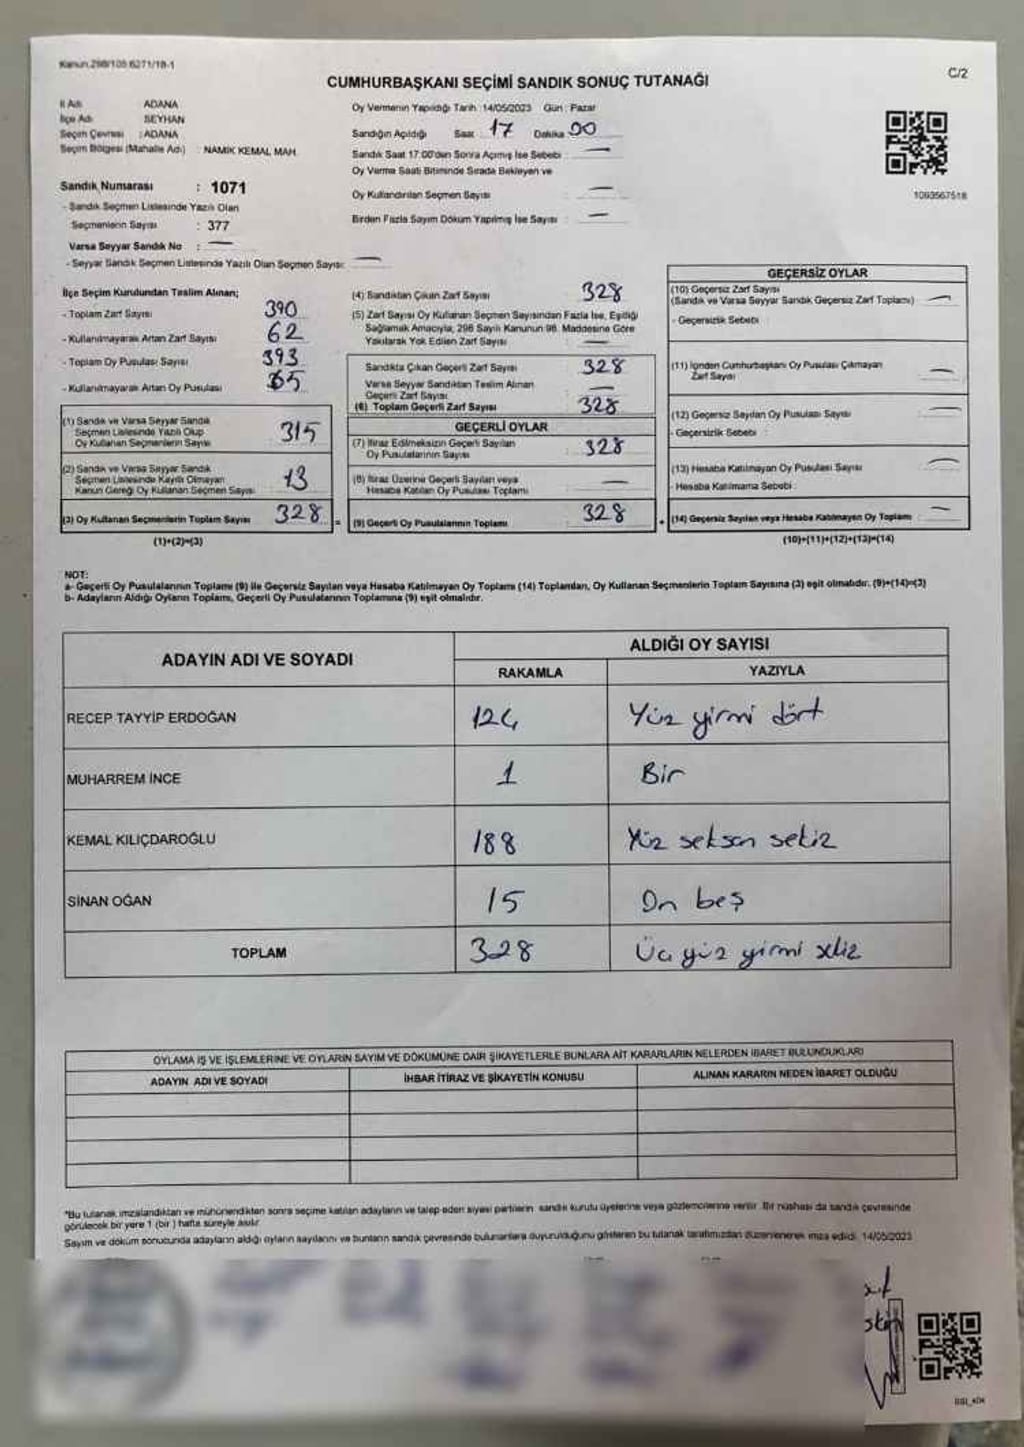 Kanun.298/105.6271/18-1
C/2
CUMHURBAŞKANI SEÇİMİ SANDIK SONUÇ TUTANAĞI
İl Adı ADANA
İlçe Adı SEYHAN
Seçim Çevresi : ADANA
Seçim Bölgesi (Mahalle Adı) : NAMIK KEMAL MAH.
Sandık Numarası : 1071
- Sandık Seçmen Listesinde Yazılı Olan
Seçmenlerin Sayısı : 377
Varsa Seyyar Sandık No :
- Seyyar Sandık Seçmen Listesinde Yazılı Olan Seçmen Sayısı:
Oy Vermenin Yapıldığı Tarih : 14/05/2023 Gün : Pazar
Sandığın Açıldığı Saat : 17 Dakika 00
Sandık Saat 17:00'den Sonra Açılmış İse Sebebi :
Oy Verme Saati Bitiminde Sırada Bekleyen ve
Oy Kullandırılan Seçmen Sayısı :
Birden Fazla Sayım Döküm Yapılmış İse Sayısı :
1093567518
İlçe Seçim Kurulundan Teslim Alınan;
- Toplam Zarf Sayısı 390
- Kullanılmayarak Artan Zarf Sayısı 62
- Toplam Oy Pusulası Sayısı 393
- Kullanılmayarak Artan Oy Pusulası 65
(1) Sandık ve Varsa Seyyar Sandık
Seçmen Listesinde Yazılı Olup
Oy Kullanan Seçmenlerin Sayısı 315
(2) Sandık ve Varsa Seyyar Sandık
Seçmen Listesinde Kayıtlı Olmayan
Kanun Gereği Oy Kullanan Seçmen Sayısı 13
(3) Oy Kullanan Seçmenlerin Toplam Sayısı 328 =
(1)+(2)=(3)
(4) Sandıktan Çıkan Zarf Sayısı 328
(5) Zarf Sayısı Oy Kullanan Seçmen Sayısından Fazla İse, Eşitliği
Sağlamak Amacıyla, 298 Sayılı Kanunun 98. Maddesine Göre
Yakılarak Yok Edilen Zarf Sayısı
Sandıkta Çıkan Geçerli Zarf Sayısı 328
Varsa Seyyar Sandıktan Teslim Alınan
Geçerli Zarf Sayısı
(6) Toplam Geçerli Zarf Sayısı 328
GEÇERLİ OYLAR
(7) İtiraz Edilmeksizin Geçerli Sayılan
Oy Pusulalarının Sayısı 328
(8) İtiraz Üzerine Geçerli Sayılan veya
Hesaba Katılan Oy Pusulası Toplamı
(9) Geçerli Oy Pusulalarının Toplamı 328 +
GEÇERSİZ OYLAR
(10) Geçersiz Zarf Sayısı
(Sandık ve Varsa Seyyar Sandık Geçersiz Zarf Toplamı)
- Geçersizlik Sebebi :
(11) İçinden Cumhurbaşkanı Oy Pusulası Çıkmayan
Zarf Sayısı
(12) Geçersiz Sayılan Oy Pusulası Sayısı
- Geçersizlik Sebebi :
(13) Hesaba Katılmayan Oy Pusulası Sayısı
- Hesaba Katılmama Sebebi :
(14) Geçersiz Sayılan veya Hesaba Katılmayan Oy Toplamı
(10)+(11)+(12)+(13)=(14)
NOT:
a- Geçerli Oy Pusulalarının Toplamı (9) ile Geçersiz Sayılan veya Hesaba Katılmayan Oy Toplamı (14) Toplamları, Oy Kullanan Seçmenlerin Toplam Sayısına (3) eşit olmalıdır. (9)+(14)=(3)
b- Adayların Aldığı Oyların Toplamı, Geçerli Oy Pusulalarının Toplamına (9) eşit olmalıdır.
ADAYIN ADI VE SOYADI ALDIĞI OY SAYISI
RAKAMLA YAZIYLA
RECEP TAYYİP ERDOĞAN 124 Yüz yirmi dört
MUHARREM İNCE 1 Bir
KEMAL KILIÇDAROĞLU 188 Yüz seksen sekiz
SİNAN OĞAN 15 On beş
TOPLAM 328 Üç yüz yirmi sekiz
OYLAMA İŞ VE İŞLEMLERİNE VE OYLARIN SAYIM VE DÖKÜMÜNE DAİR ŞİKAYETLERLE BUNLARA AİT KARARLARIN NELERDEN İBARET BULUNDUKLARI
ADAYIN ADI VE SOYADI İHBAR İTİRAZ VE ŞİKAYETİN KONUSU ALINAN KARARIN NEDEN İBARET OLDUĞU
*Bu tutanak imzalandıktan ve mühürlendikten sonra seçime katılan adayların ve talep eden siyasi partilerin sandık kurulu üyelerine veya gözlemcilerine verilir. Bir nüshası da sandık çevresinde
görülecek bir yere 1 (bir) hafta süreyle asılır.
Sayım ve döküm sonucunda adayların aldığı oyların sayılarını ve bunların sandık çevresinde bulunanlara duyurulduğunu gösteren bu tutanak tarafımızdan düzenlenerek imza edildi. 14/05/2023